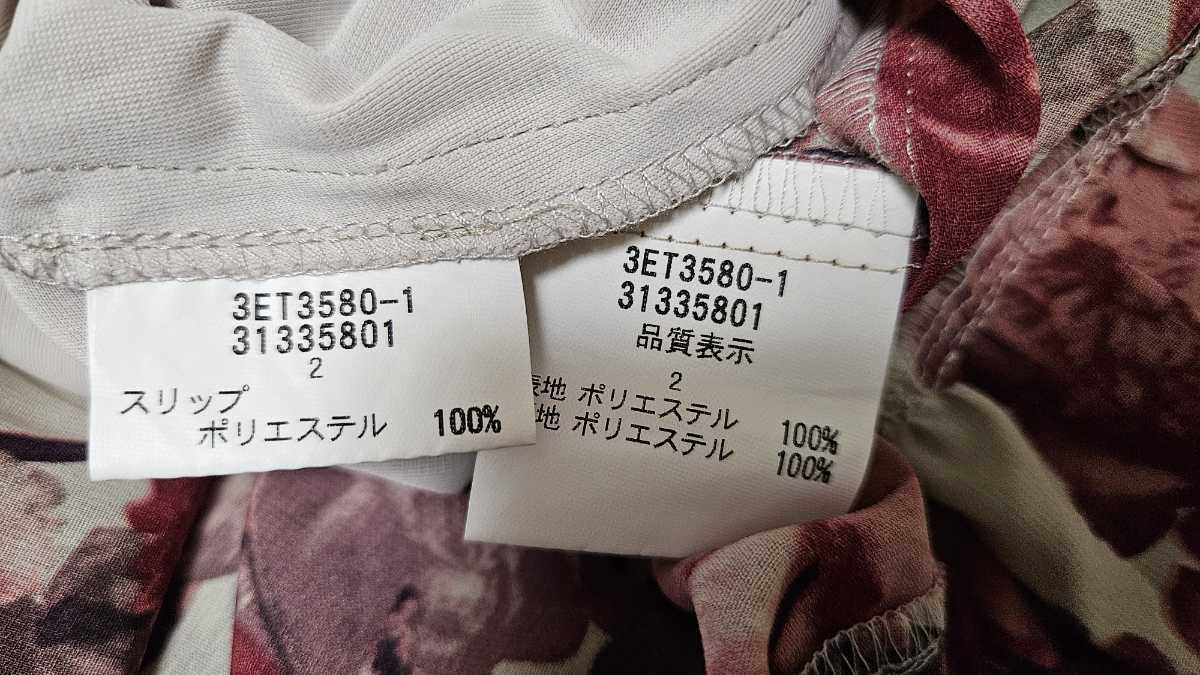 3ET3580-1
31335801
2
スリップ
ポリエステル 100%
3ET3580-1
31335801
品質表示
2
表地 ポリエステル 100%
地 ポリエステル 100%